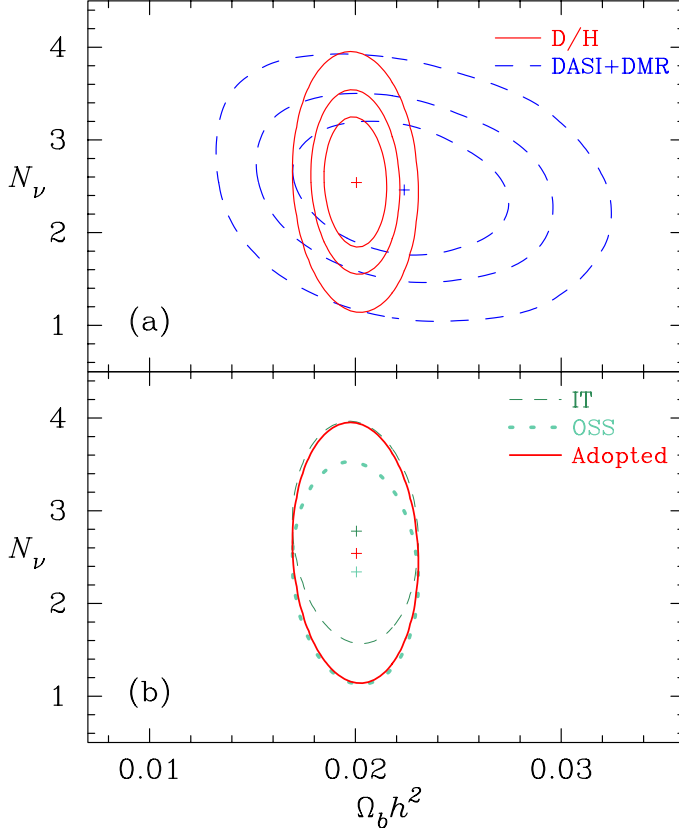 4
3
2
1
N_ν
D/H
DASI+DMR
(a)
4
3
2
1
N_ν
IT
OSS
Adopted
(b)
0.01 0.02 0.03
Ω_b h²